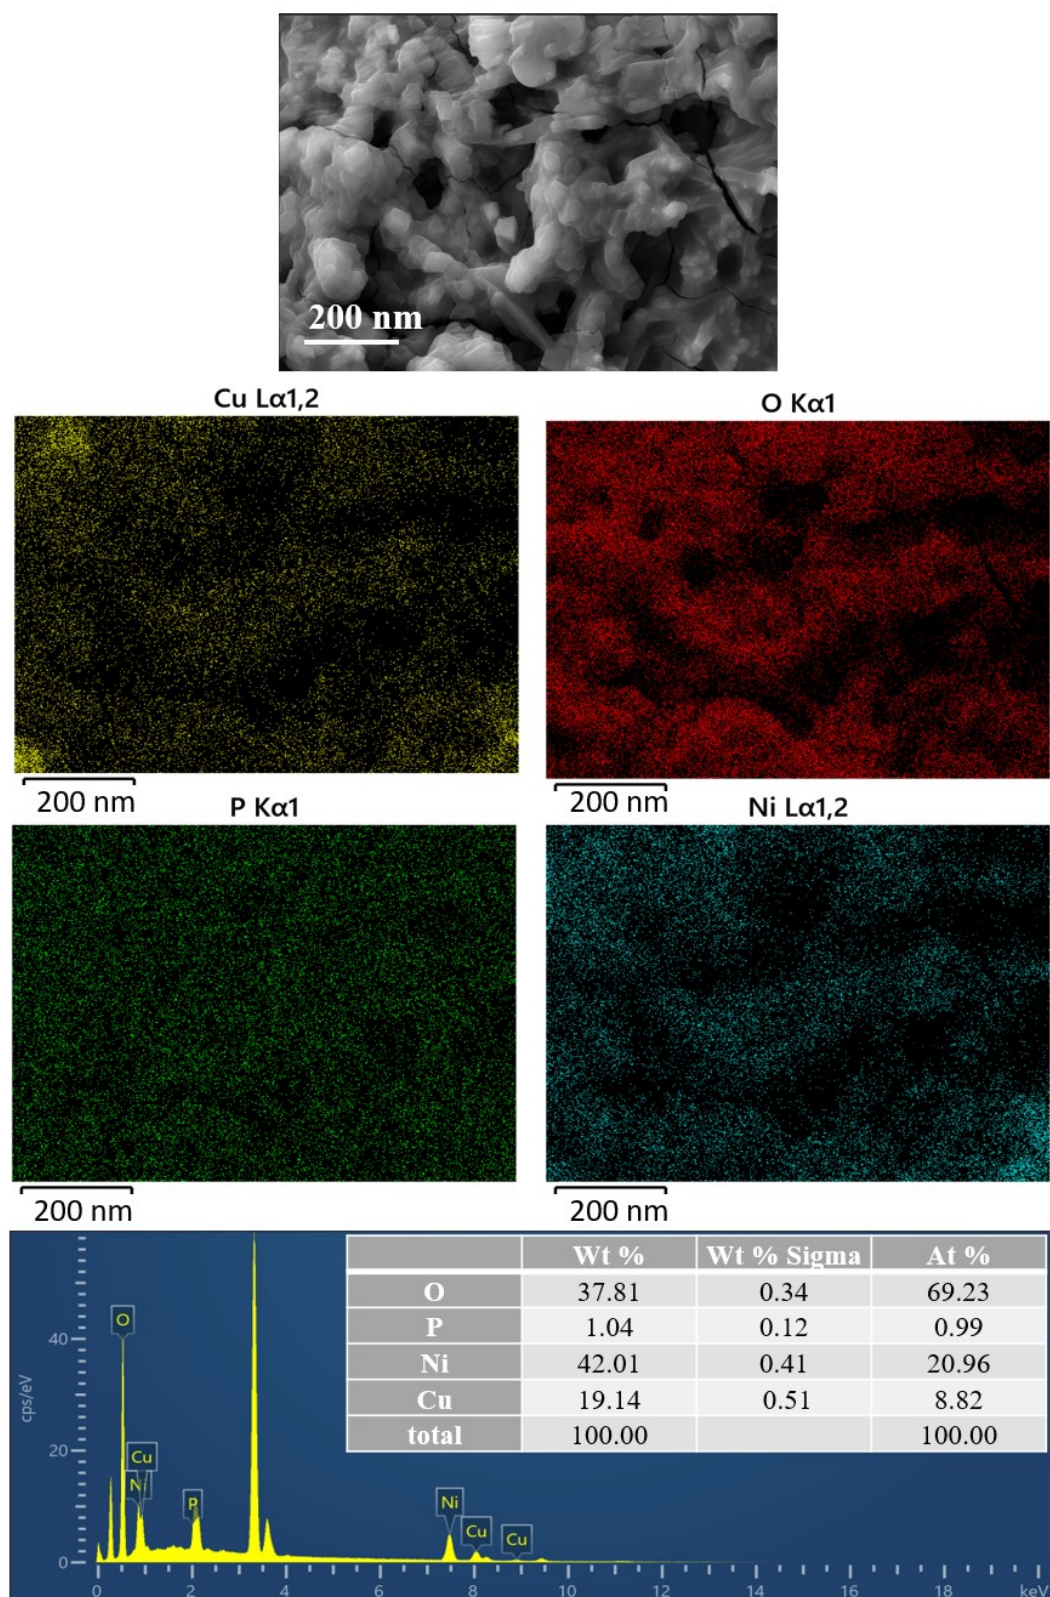 200 nm
Cu Lα1,2
O Kα1
200 nm
200 nm
P Kα1
Ni Lα1,2
200 nm
200 nm
Wt % Wt % Sigma At %
O 37.81 0.34 69.23
P 1.04 0.12 0.99
Ni 42.01 0.41 20.96
Cu 19.14 0.51 8.82
total 100.00 100.00
cps/eV
40
20
0
O
Cu
Ni
P
Ni
Cu
Cu
0 2 4 6 8 10 12 14 16 18 keV